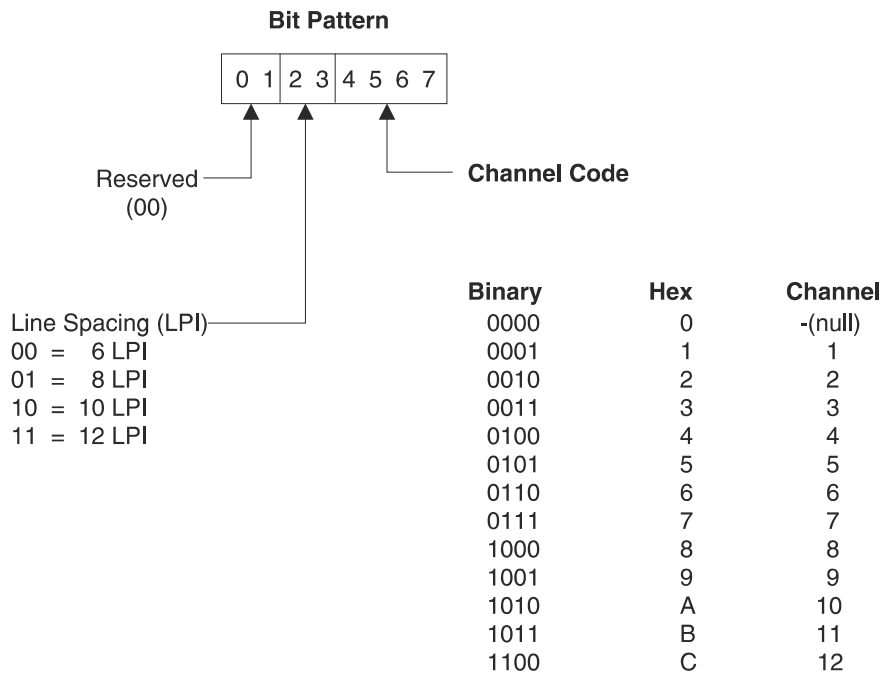 Bit Pattern
0 1 2 3 4 5 6 7
Reserved
(00)
Channel Code
Line Spacing (LPI)
00 = 6 LPI
01 = 8 LPI
10 = 10 LPI
11 = 12 LPI
Binary Hex Channel
0000 0 -(null)
0001 1 1
0010 2 2
0011 3 3
0100 4 4
0101 5 5
0110 6 6
0111 7 7
1000 8 8
1001 9 9
1010 A 10
1011 B 11
1100 C 12